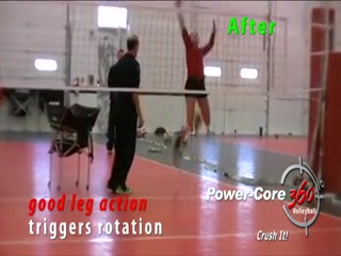 After
good leg action
triggers rotation
Power-Core 360
Volleyball
Crush It!